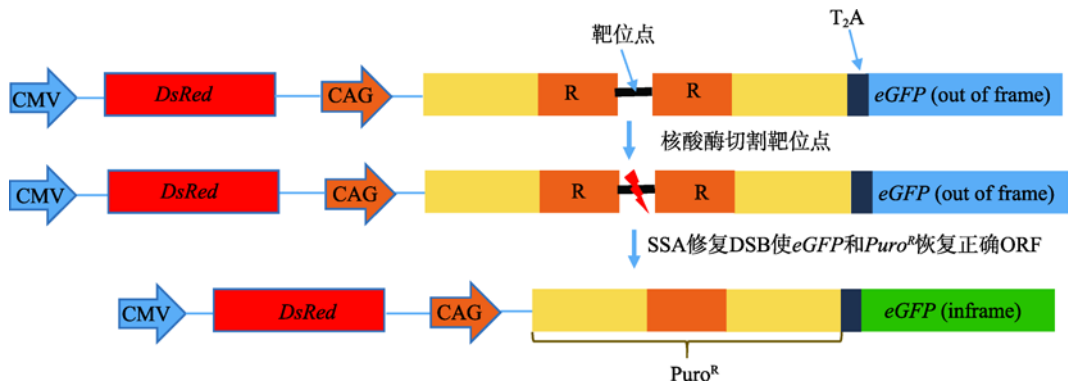 T₂A
靶位点
CMV DsRed CAG R R eGFP (out of frame)
核酸酶切割靶位点
CMV DsRed CAG R R eGFP (out of frame)
SSA修复DSB使eGFP和Puroᴿ恢复正确ORF
CMV DsRed CAG eGFP (inframe)
Puroᴿ